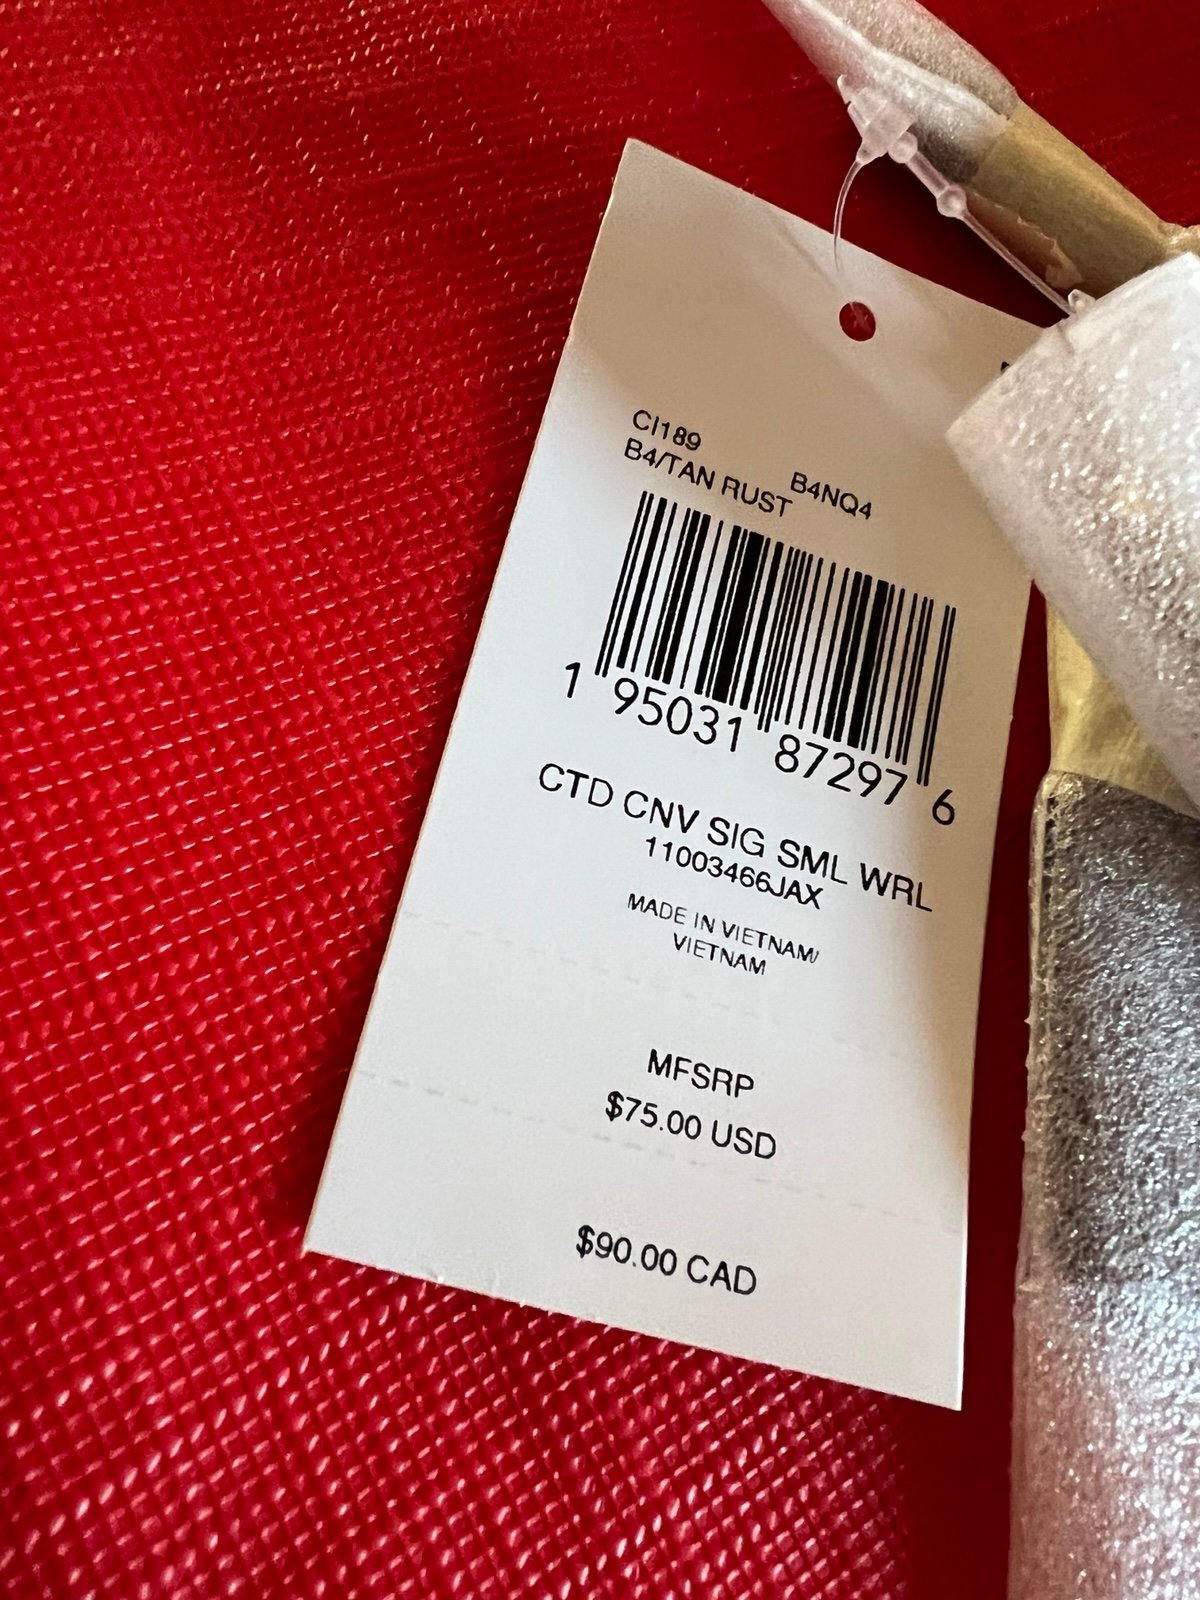 CI189
B4/TAN RUST B4NQ4
1 95031 87297 6
CTD CNV SIG SML WRL
11003466JAX
MADE IN VIETNAM/
VIETNAM
MFSRP
$75.00 USD
$90.00 CAD